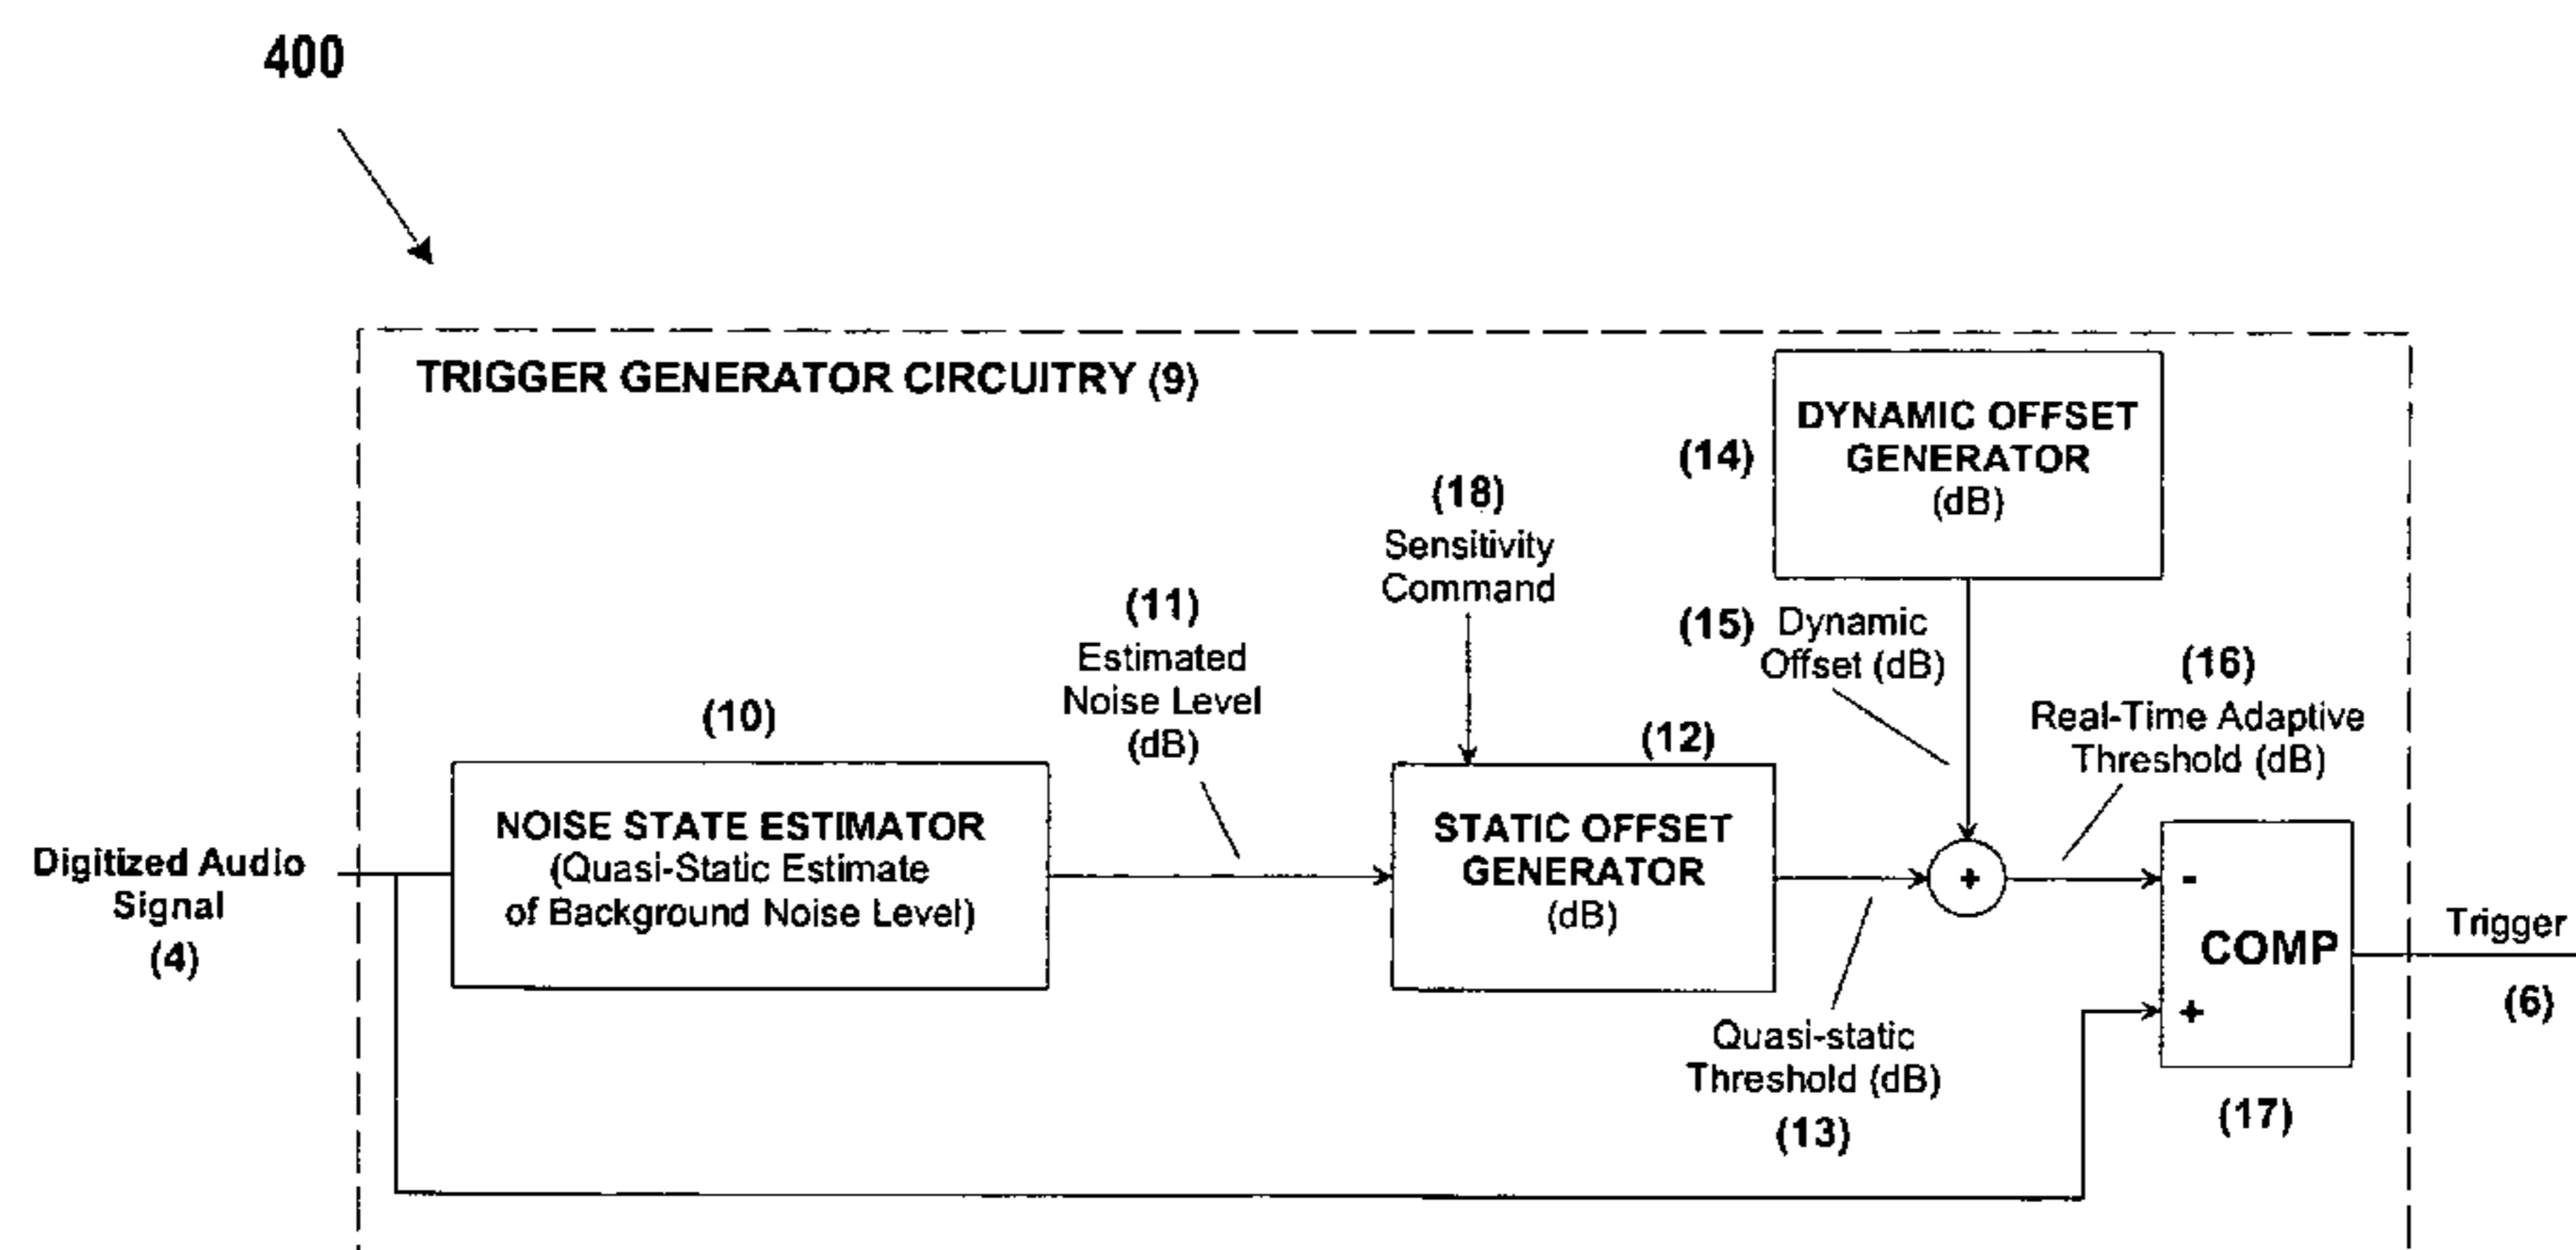 400
TRIGGER GENERATOR CIRCUITRY (9)
DYNAMIC OFFSET
GENERATOR
(dB)
(14)
(18)
Sensitivity
Command
(15) Dynamic
Offset (dB)
(11)
Estimated
Noise Level
(dB)
(16)
Real-Time Adaptive
Threshold (dB)
(10)
(12)
NOISE STATE ESTIMATOR
(Quasi-Static Estimate
of Background Noise Level)
STATIC OFFSET
GENERATOR
(dB)
Digitized Audio
Signal
(4)
+
-
COMP
+
Trigger
(6)
Quasi-static
Threshold (dB)
(13)
(17)